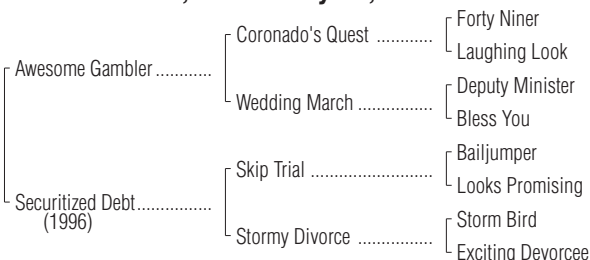 Forty Niner
Coronado's Quest ............
Laughing Look
Awesome Gambler ............
Deputy Minister
Wedding March ................
Bless You
Bailjumper
Skip Trial .........................
Looks Promising
Securitized Debt................
(1996)
Storm Bird
Stormy Divorce ................
Exciting Devorcee